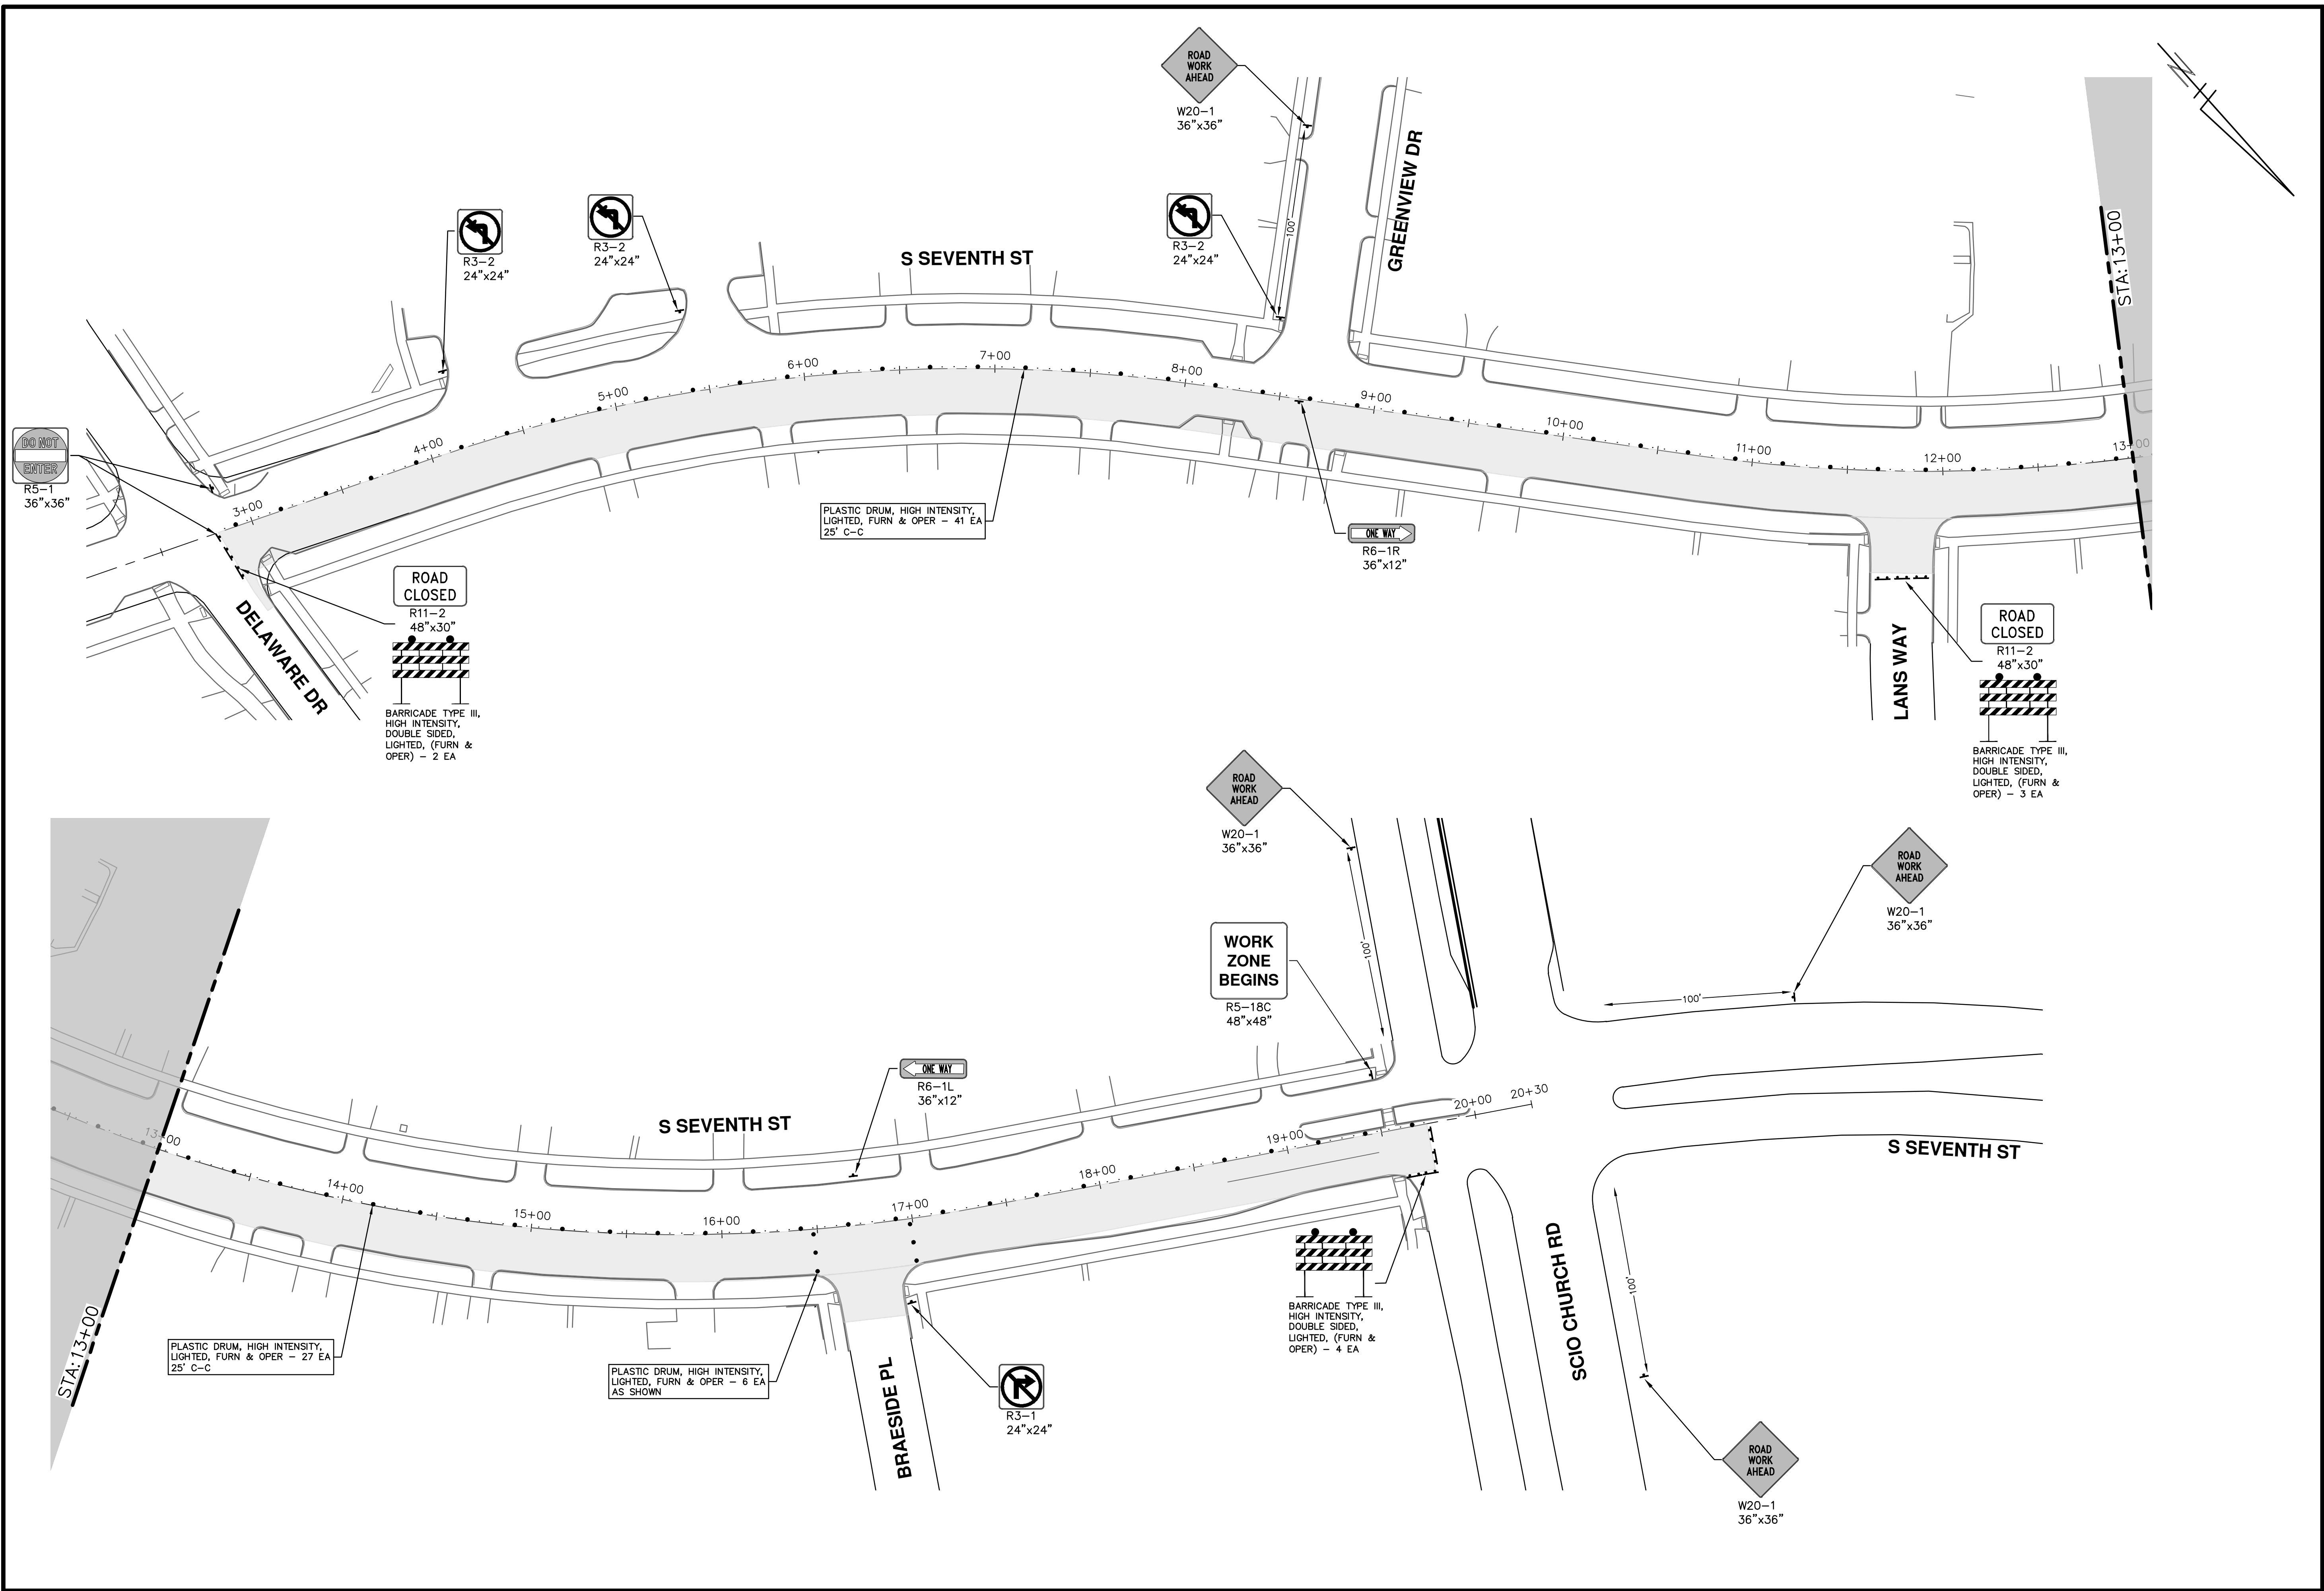 ROAD
WORK
AHEAD
W20-1
36"x36"
N
R3-2
24"x24"
R3-2
24"x24"
R3-2
24"x24"
100'
GREENVIEW DR
S SEVENTH ST
STA:13+00
DO NOT
ENTER
R5-1
36"x36"
3+00
4+00
5+00
6+00
7+00
8+00
9+00
10+00
11+00
12+00
13+00
PLASTIC DRUM, HIGH INTENSITY,
LIGHTED, FURN & OPER – 41 EA
25' C–C
ONE WAY
R6-1R
36"x12"
DELAWARE DR
ROAD
CLOSED
R11-2
48"x30"
BARRICADE TYPE III,
HIGH INTENSITY,
DOUBLE SIDED,
LIGHTED, (FURN &
OPER) – 2 EA
LANS WAY
ROAD
CLOSED
R11-2
48"x30"
BARRICADE TYPE III,
HIGH INTENSITY,
DOUBLE SIDED,
LIGHTED, (FURN &
OPER) – 3 EA
ROAD
WORK
AHEAD
W20-1
36"x36"
100'
ROAD
WORK
AHEAD
W20-1
36"x36"
100'
WORK
ZONE
BEGINS
R5-18C
48"x48"
ONE WAY
R6-1L
36"x12"
S SEVENTH ST
13+00
14+00
15+00
16+00
17+00
18+00
19+00
20+00
20+30
S SEVENTH ST
STA:13+00
PLASTIC DRUM, HIGH INTENSITY,
LIGHTED, FURN & OPER – 27 EA
25' C–C
PLASTIC DRUM, HIGH INTENSITY,
LIGHTED, FURN & OPER – 6 EA
AS SHOWN
BRAESIDE PL
R3-1
24"x24"
BARRICADE TYPE III,
HIGH INTENSITY,
DOUBLE SIDED,
LIGHTED, (FURN &
OPER) – 4 EA
SCIO CHURCH RD
100'
ROAD
WORK
AHEAD
W20-1
36"x36"